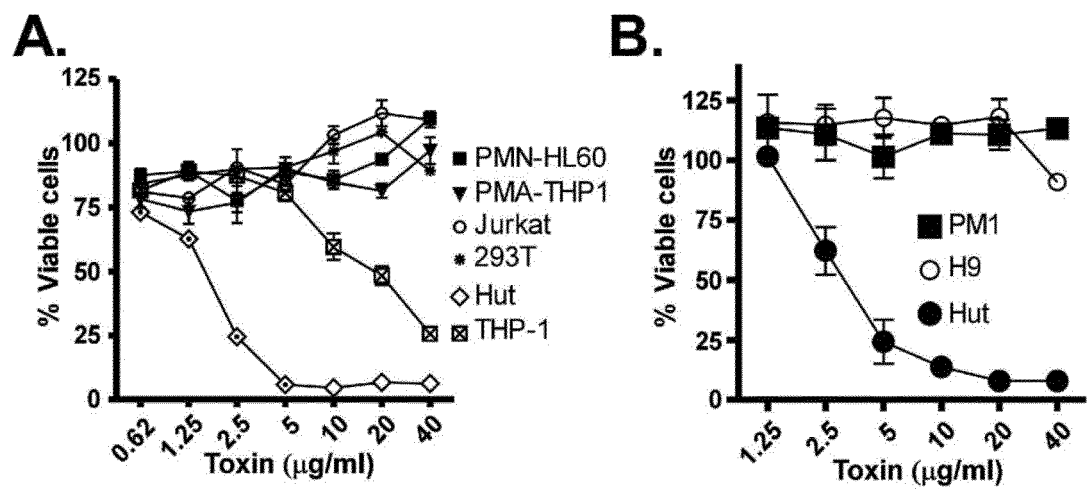 A.
125
100
75
50
25
0
% Viable cells
0.62
1.25
2.5
5
10
20
40
Toxin (μg/ml)
PMN-HL60
PMA-THP1
Jurkat
293T
Hut
THP-1
B.
125
100
75
50
25
0
% Viable cells
1.25
2.5
5
10
20
40
Toxin (μg/ml)
PM1
H9
Hut